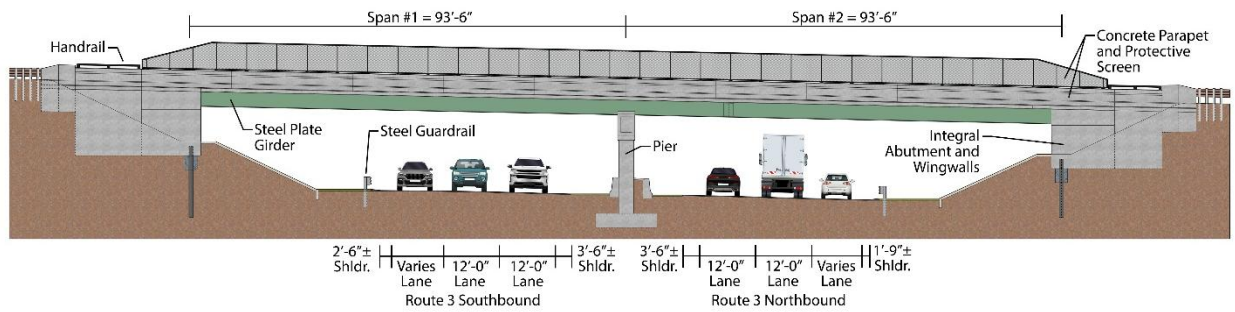 Span #1 = 93'-6"
Span #2 = 93'-6"
Handrail
Concrete Parapet
and Protective
Screen
Steel Plate
Girder
Steel Guardrail
Pier
Integral
Abutment and
Wingwalls
2'-6"±
Shldr.
Varies
Lane
12'-0"
Lane
12'-0"
Lane
3'-6"±
Shldr.
3'-6"±
Shldr.
12'-0"
Lane
12'-0"
Lane
Varies
Lane
1'-9"±
Shldr.
Route 3 Southbound
Route 3 Northbound